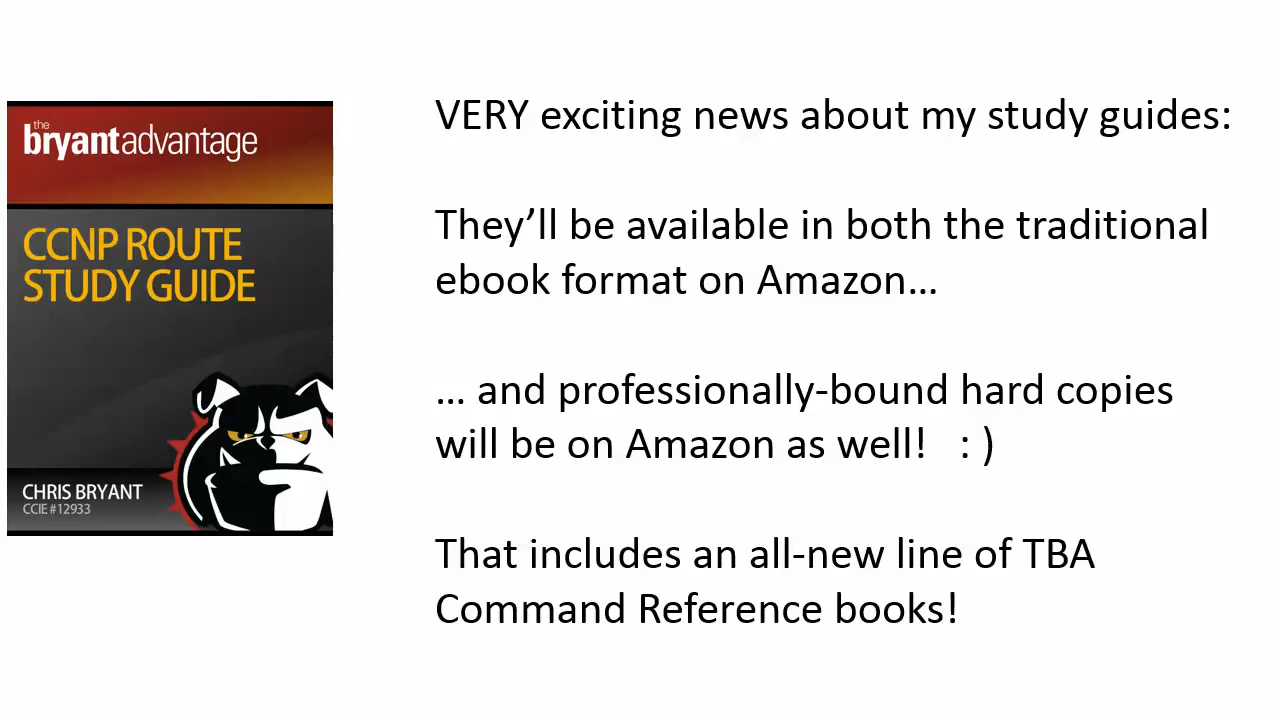 the
bryantadvantage
CCNP ROUTE
STUDY GUIDE
CHRIS BRYANT
CCIE #12933
VERY exciting news about my study guides:
They’ll be available in both the traditional
ebook format on Amazon…
… and professionally-bound hard copies
will be on Amazon as well!   : )
That includes an all-new line of TBA
Command Reference books!